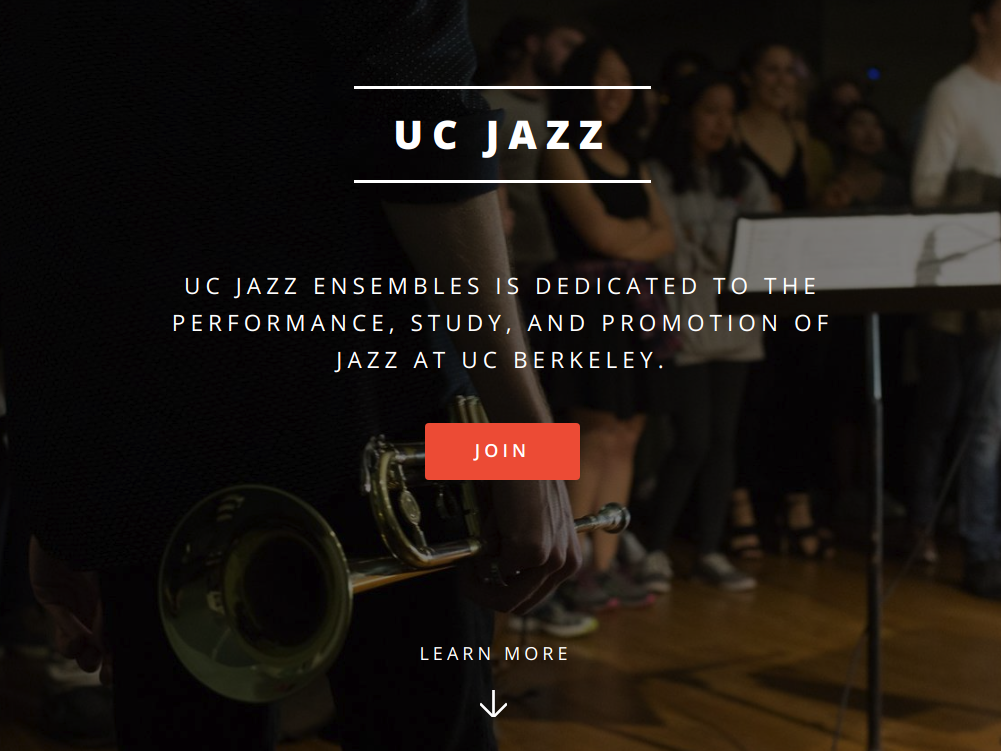 UC JAZZ
UC JAZZ ENSEMBLES IS DEDICATED TO THE
PERFORMANCE, STUDY, AND PROMOTION OF
JAZZ AT UC BERKELEY.
JOIN
LEARN MORE